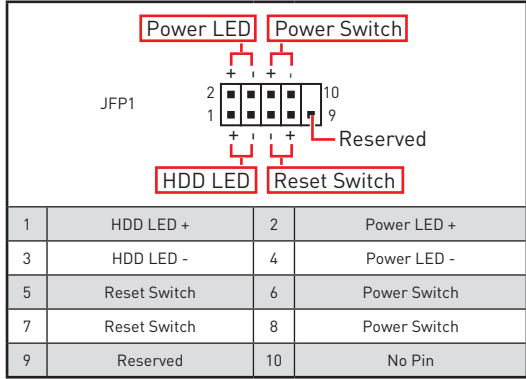 Power LED Power Switch
+ - + -
JFP1
2 10
1 9
+ - - +
Reserved
HDD LED Reset Switch
1 HDD LED + 2 Power LED +
3 HDD LED - 4 Power LED -
5 Reset Switch 6 Power Switch
7 Reset Switch 8 Power Switch
9 Reserved 10 No Pin